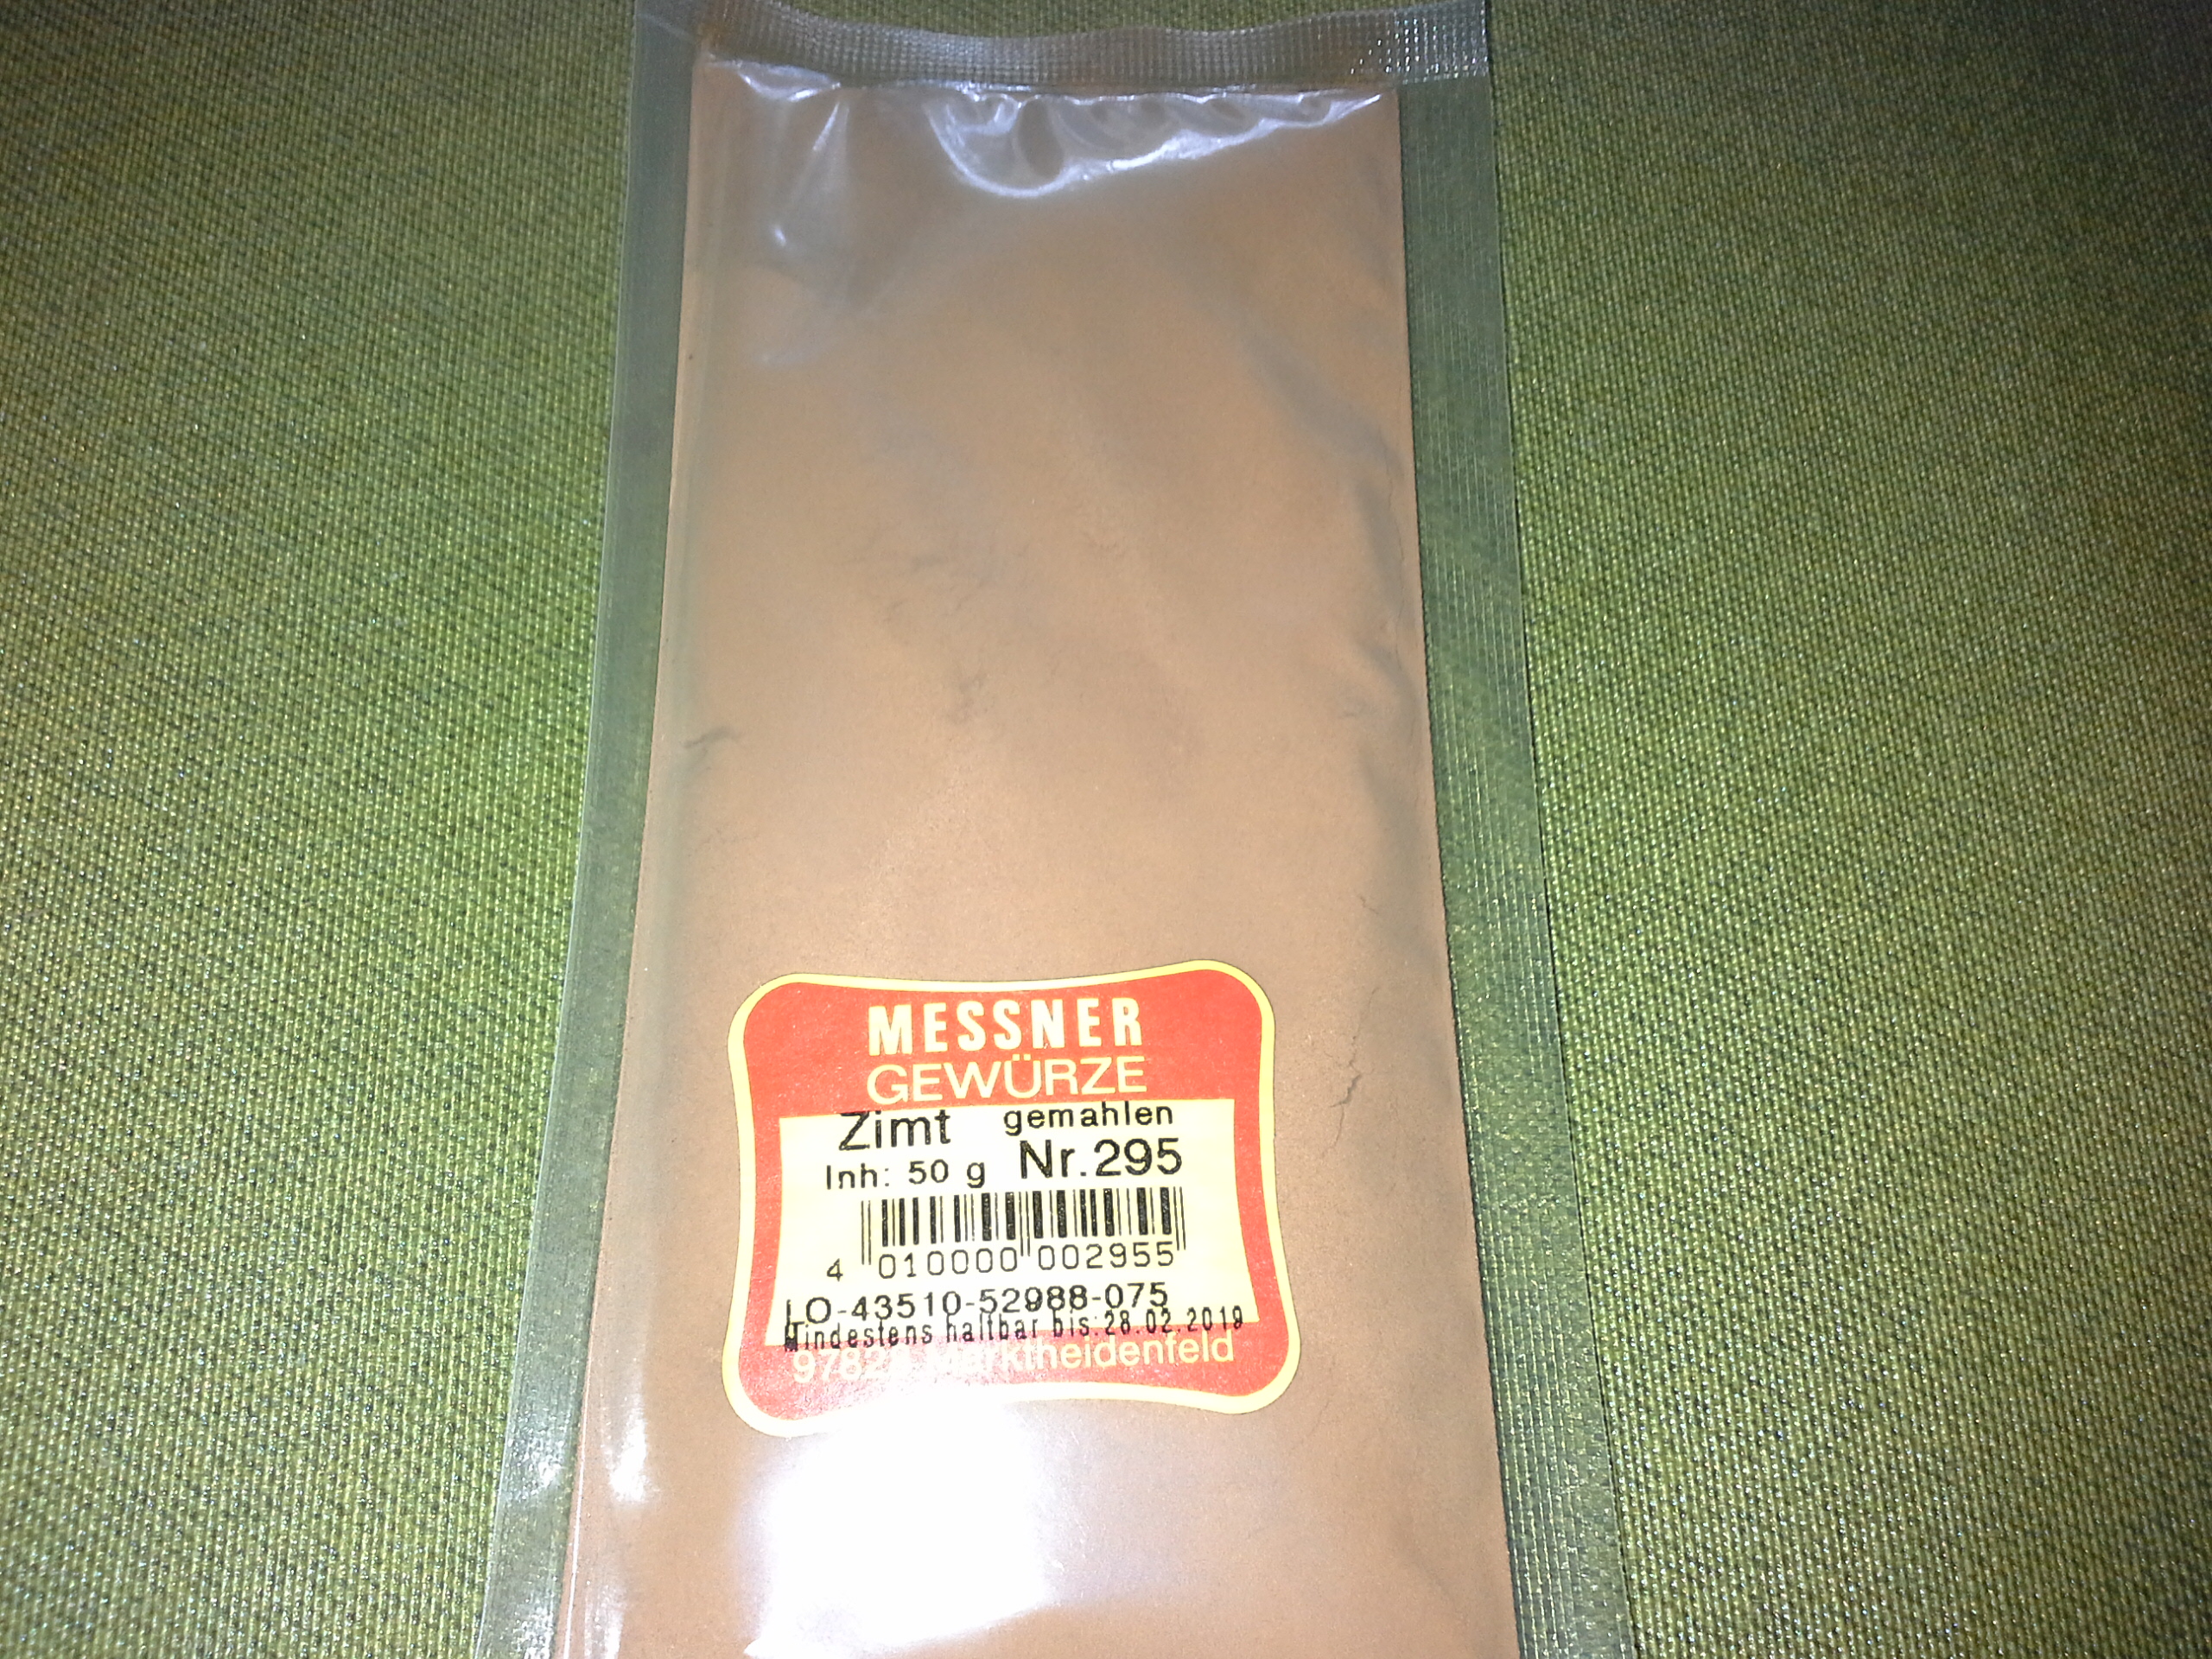 MESSNER
GEWÜRZE
Zimt gemahlen
Inh: 50 g Nr.295
4 010000 002955
LO-43510-52988-075
Mindestens haltbar bis:28.02.2019
Marktheidenfeld